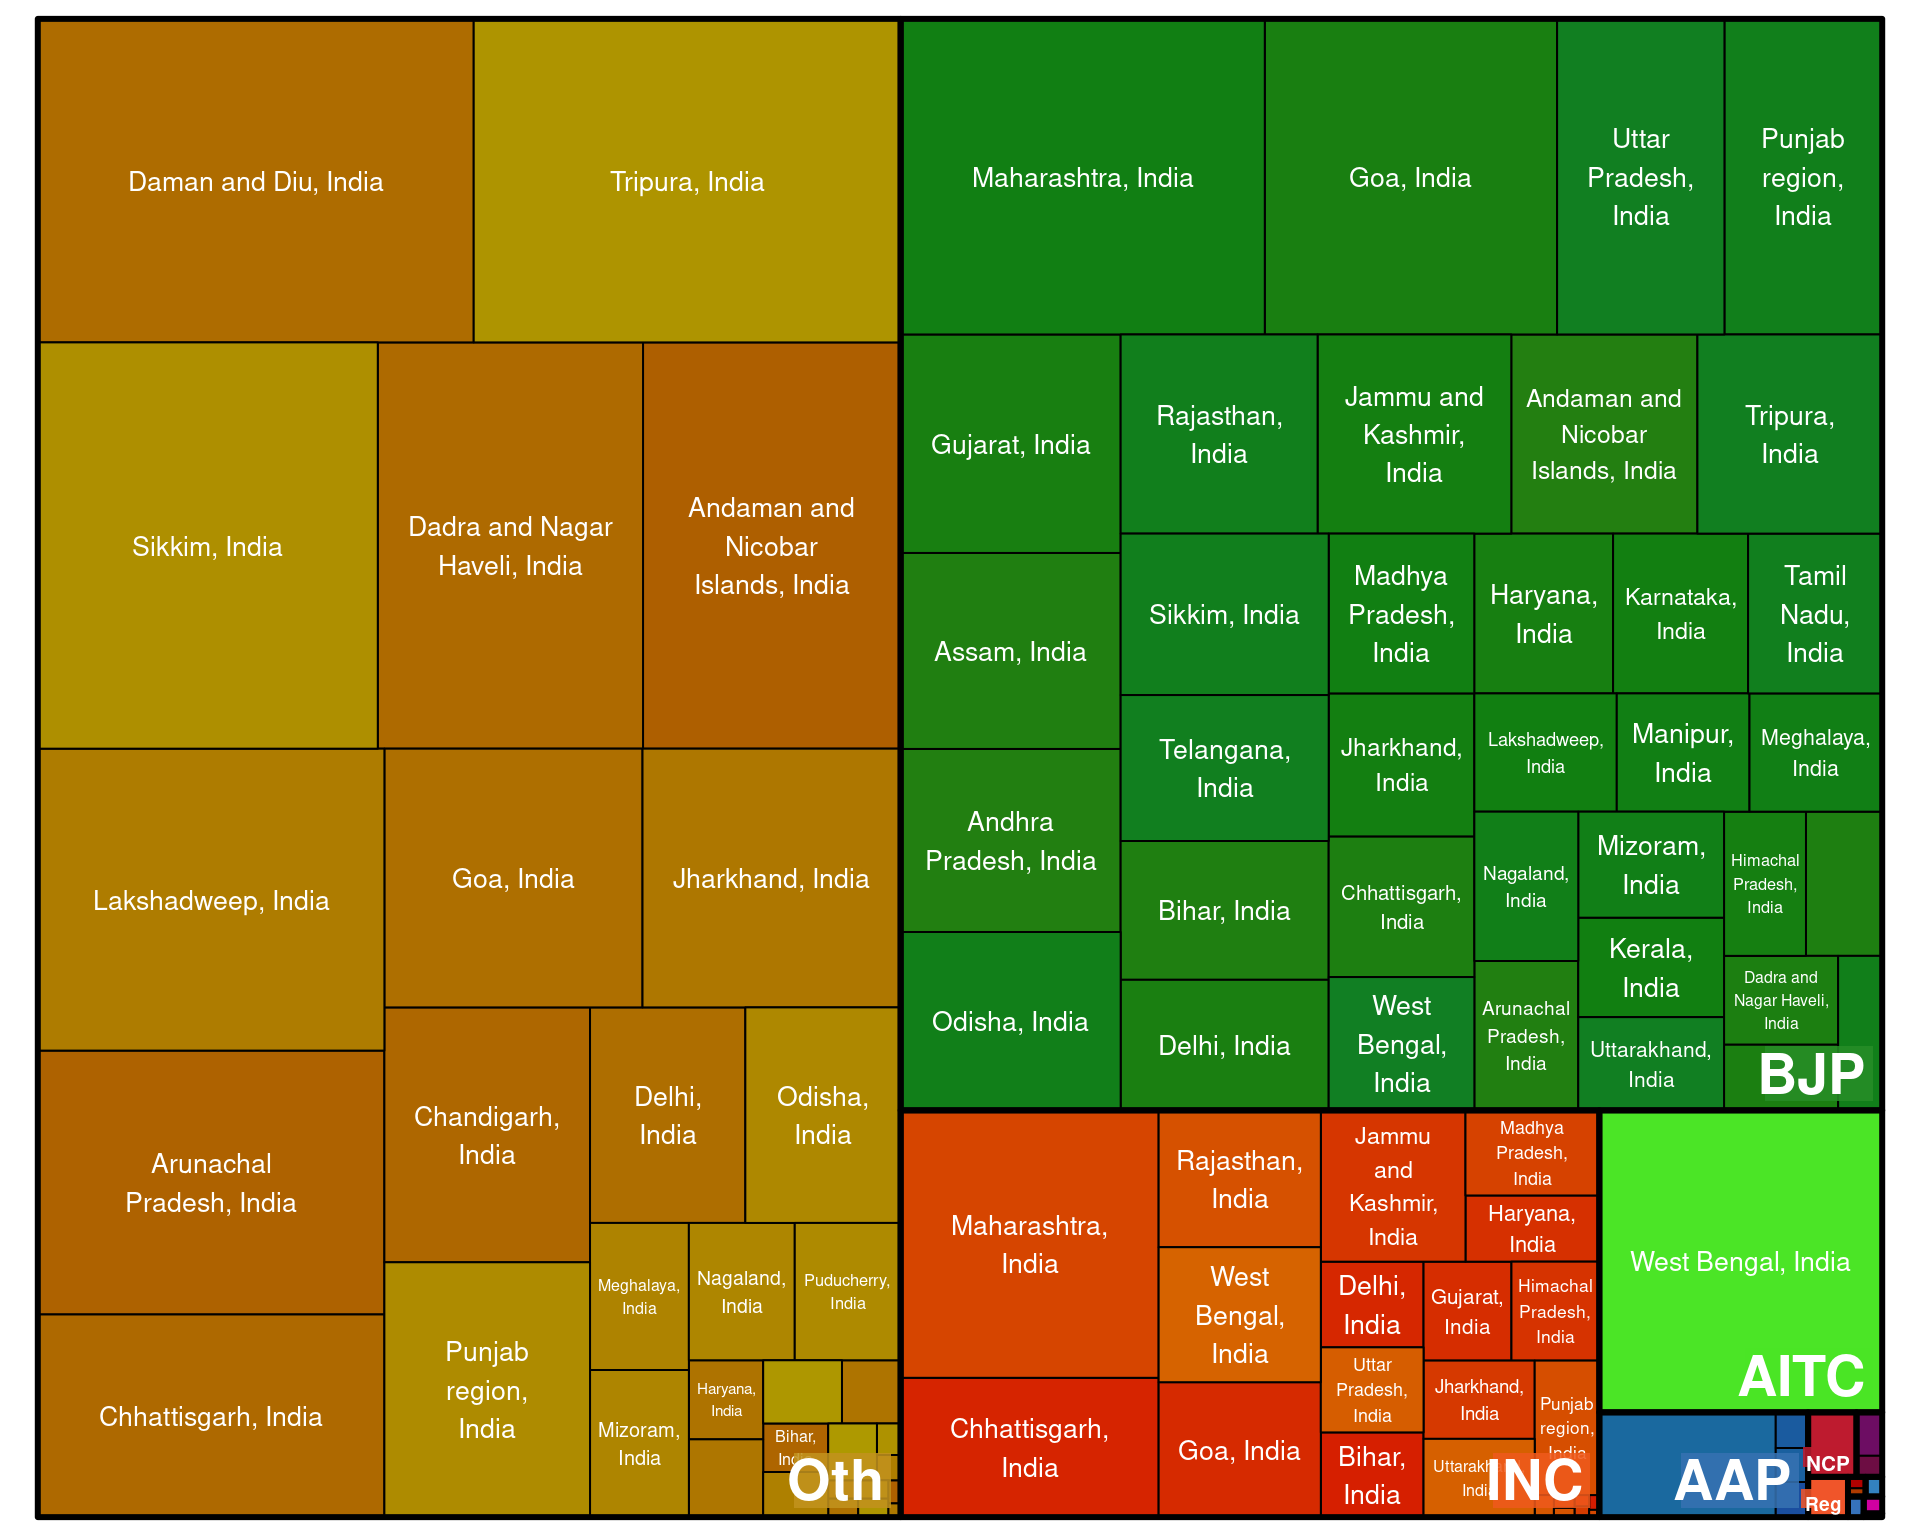 Daman and Diu, India
Tripura, India
Sikkim, India
Dadra and Nagar
Haveli, India
Andaman and
Nicobar
Islands, India
Lakshadweep, India
Goa, India
Jharkhand, India
Arunachal
Pradesh, India
Chhattisgarh, India
Chandigarh,
India
Delhi,
India
Odisha,
India
Punjab
region,
India
Meghalaya,
India
Nagaland,
India
Puducherry,
India
Mizoram,
India
Haryana,
India
Bihar,
Oth
Maharashtra, India
Goa, India
Uttar
Pradesh,
India
Punjab
region,
India
Gujarat, India
Rajasthan,
India
Jammu and
Kashmir,
India
Andaman and
Nicobar
Islands, India
Tripura,
India
Assam, India
Sikkim, India
Madhya
Pradesh,
India
Haryana,
India
Karnataka,
India
Tamil
Nadu,
India
Telangana,
India
Jharkhand,
India
Lakshadweep,
India
Manipur,
India
Meghalaya,
India
Andhra
Pradesh, India
Bihar, India
Chhattisgarh,
India
Nagaland,
India
Mizoram,
India
Himachal
Pradesh,
India
Kerala,
India
Dadra and
Nagar Haveli,
India
Odisha, India
Delhi, India
West
Bengal,
India
Arunachal
Pradesh,
India
Uttarakhand,
India
BJP
Maharashtra,
India
Rajasthan,
India
Jammu
and
Kashmir,
India
Madhya
Pradesh,
India
Haryana,
India
West
Bengal,
India
Delhi,
India
Gujarat,
India
Himachal
Pradesh,
India
Uttar
Pradesh,
India
Jharkhand,
India
Punjab
region,
India
Chhattisgarh,
India
Goa, India
Bihar,
India
INC
West Bengal, India
AITC
AAP
NCP
Reg